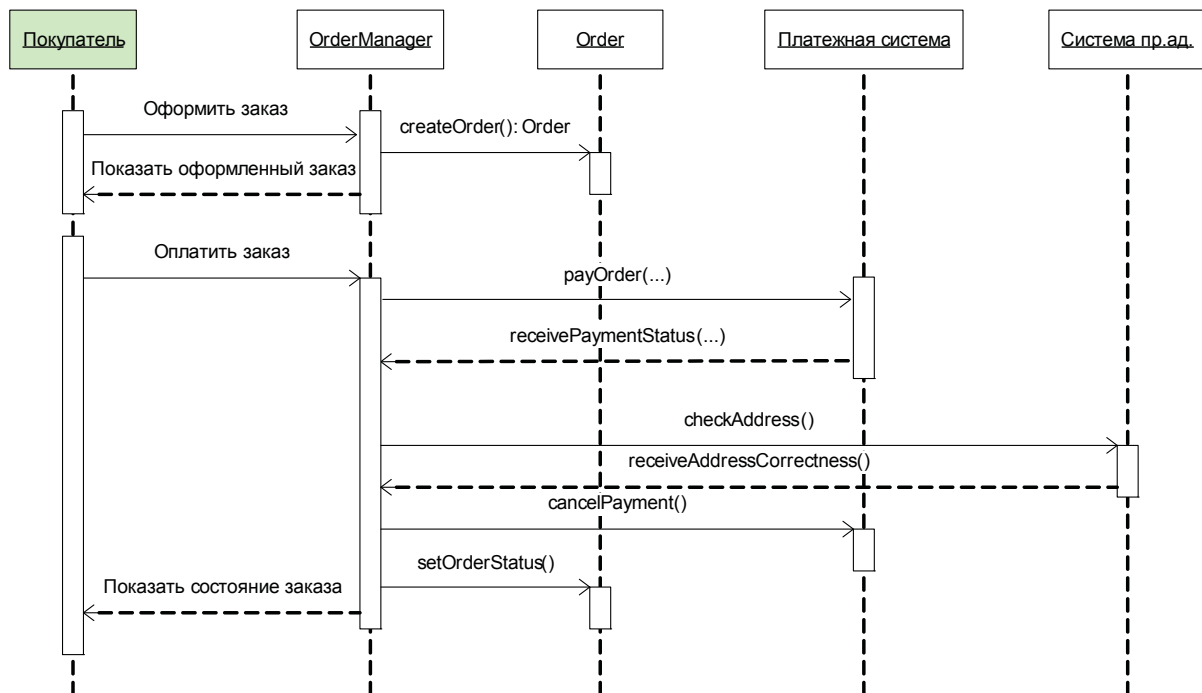 Покупатель
OrderManager
Order
Платежная система
Система пр.ад.
Оформить заказ
createOrder(): Order
Показать оформленный заказ
Оплатить заказ
payOrder(...)
receivePaymentStatus(...)
checkAddress()
receiveAddressCorrectness()
cancelPayment()
setOrderStatus()
Показать состояние заказа